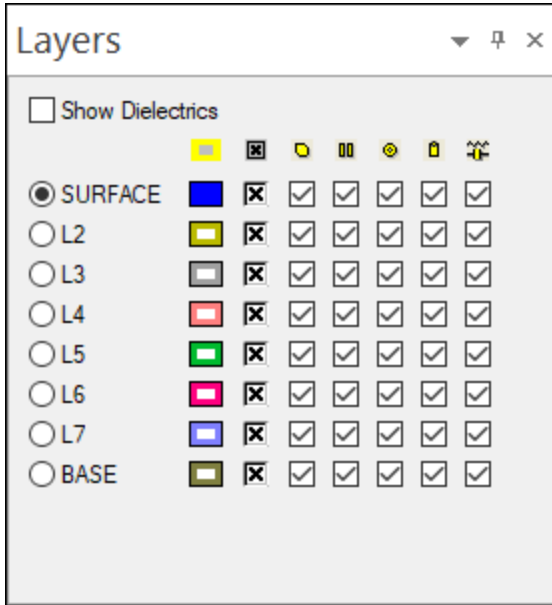 Layers
Show Dielectrics
SURFACE
L2
L3
L4
L5
L6
L7
BASE